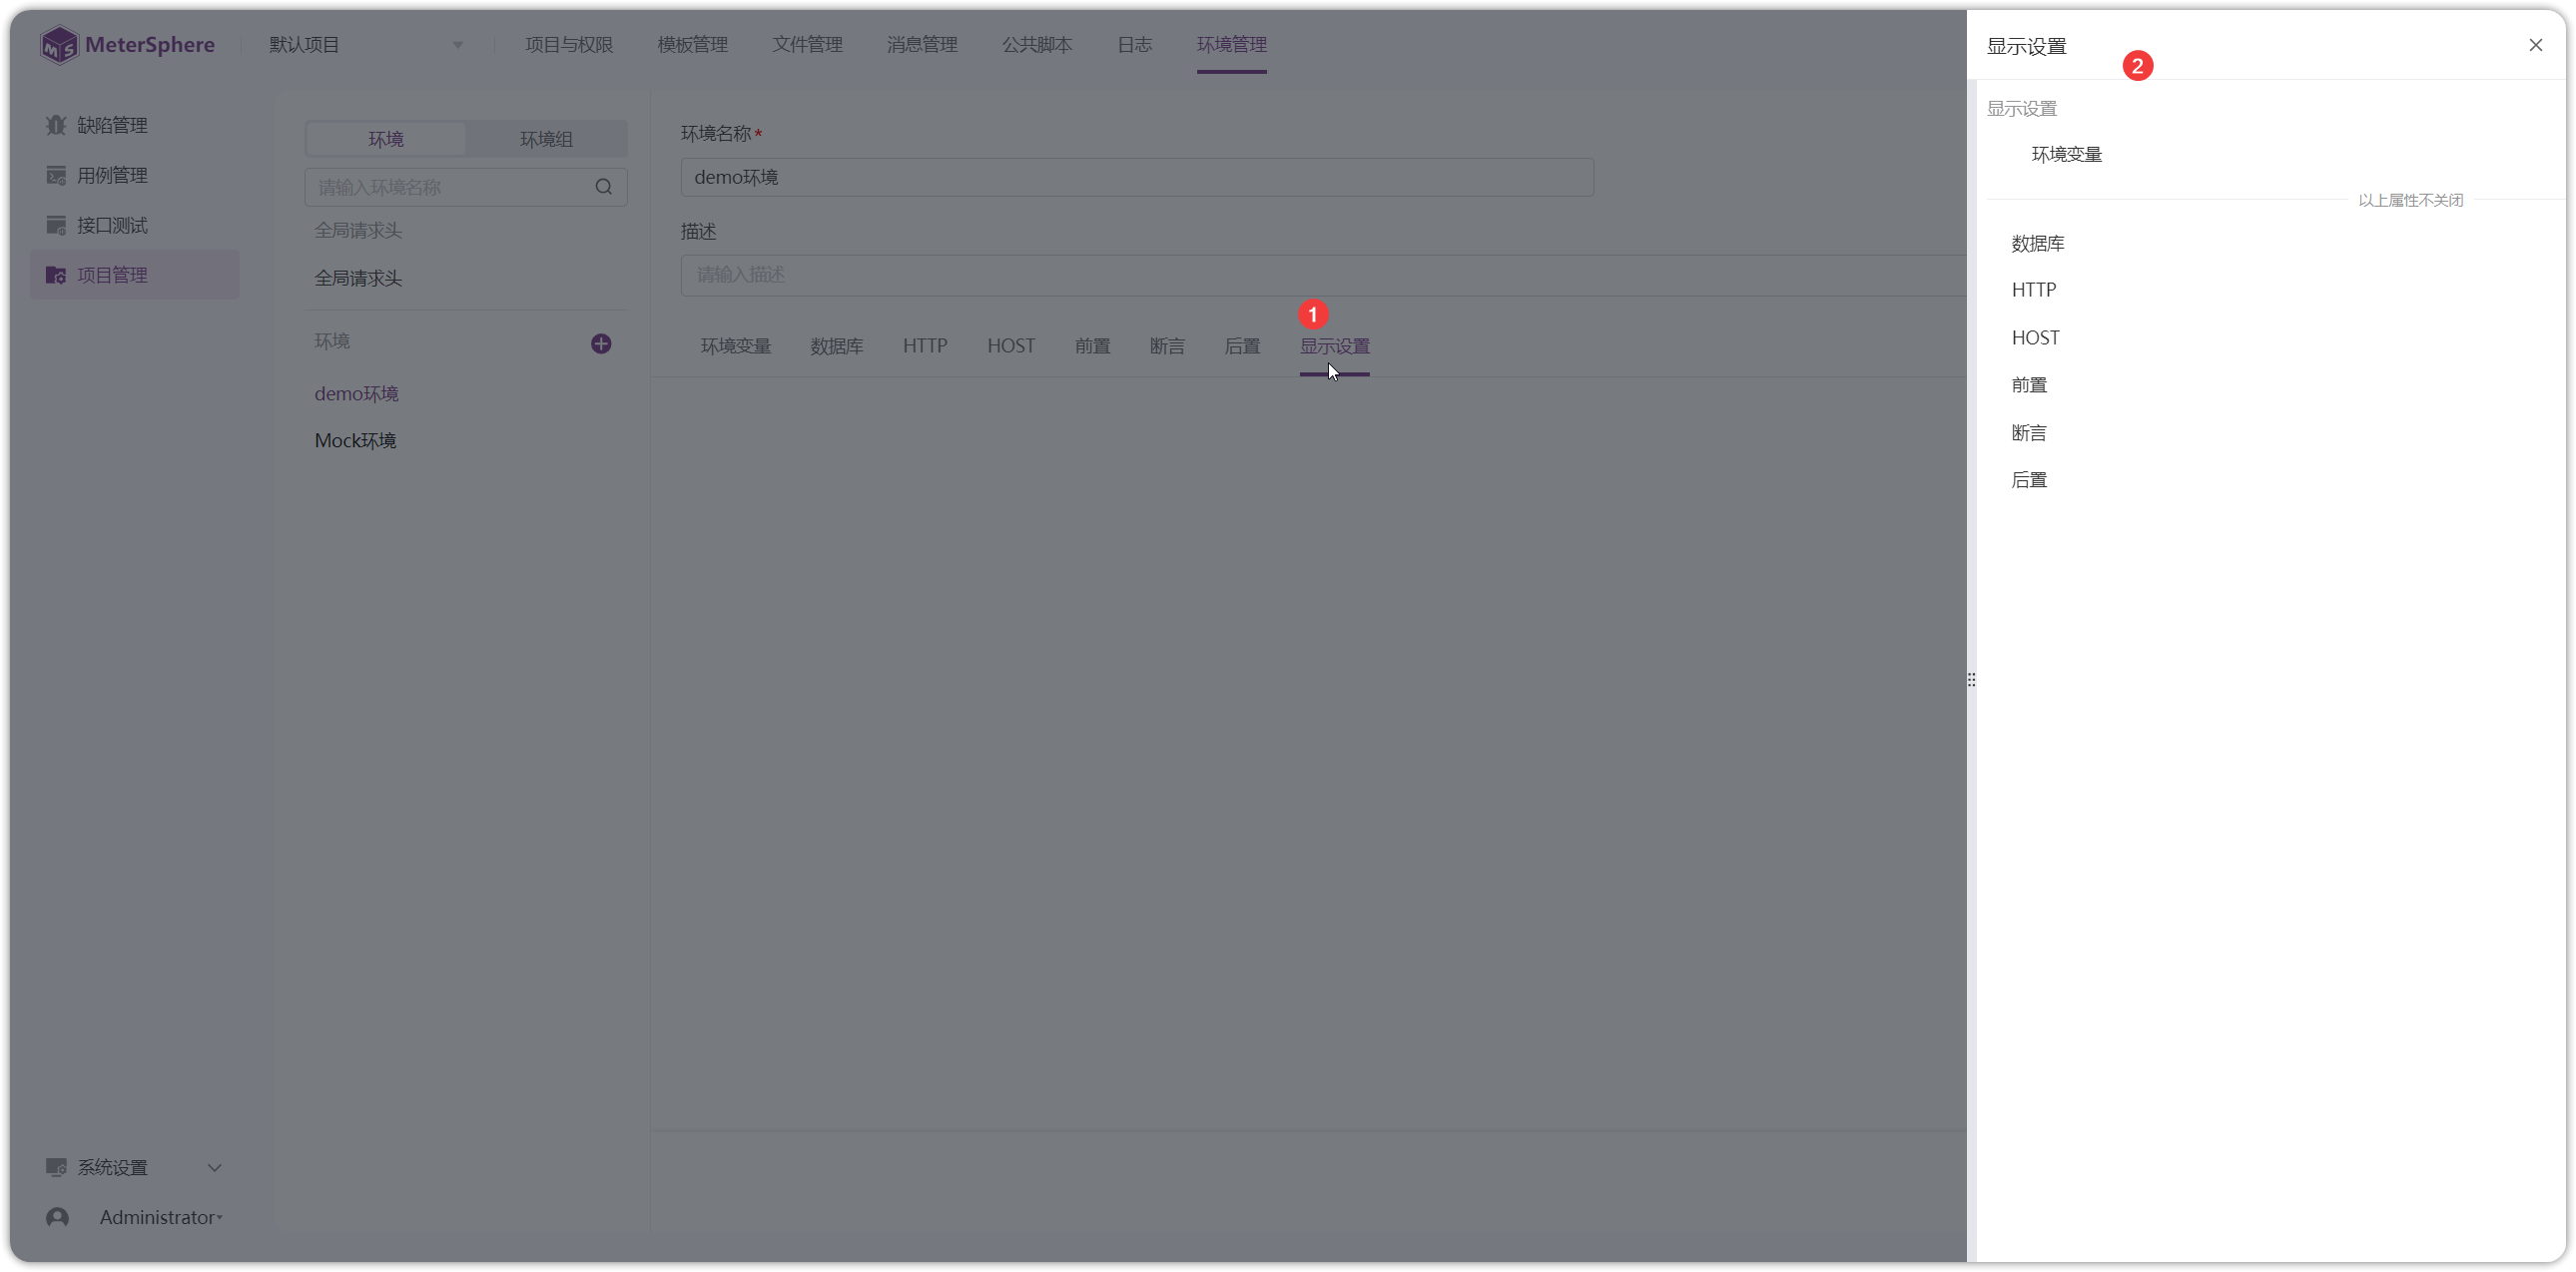 MeterSphere
默认项目
项目与权限
模板管理
文件管理
消息管理
公共脚本
日志
环境管理
缺陷管理
用例管理
接口测试
项目管理
系统设置
Administrator
环境
环境组
请输入环境名称
全局请求头
全局请求头
环境
demo环境
Mock环境
环境名称*
demo环境
描述
请输入描述
1
环境变量
数据库
HTTP
HOST
前置
断言
后置
显示设置
显示设置
2
显示设置
环境变量
以上属性不关闭
数据库
HTTP
HOST
前置
断言
后置